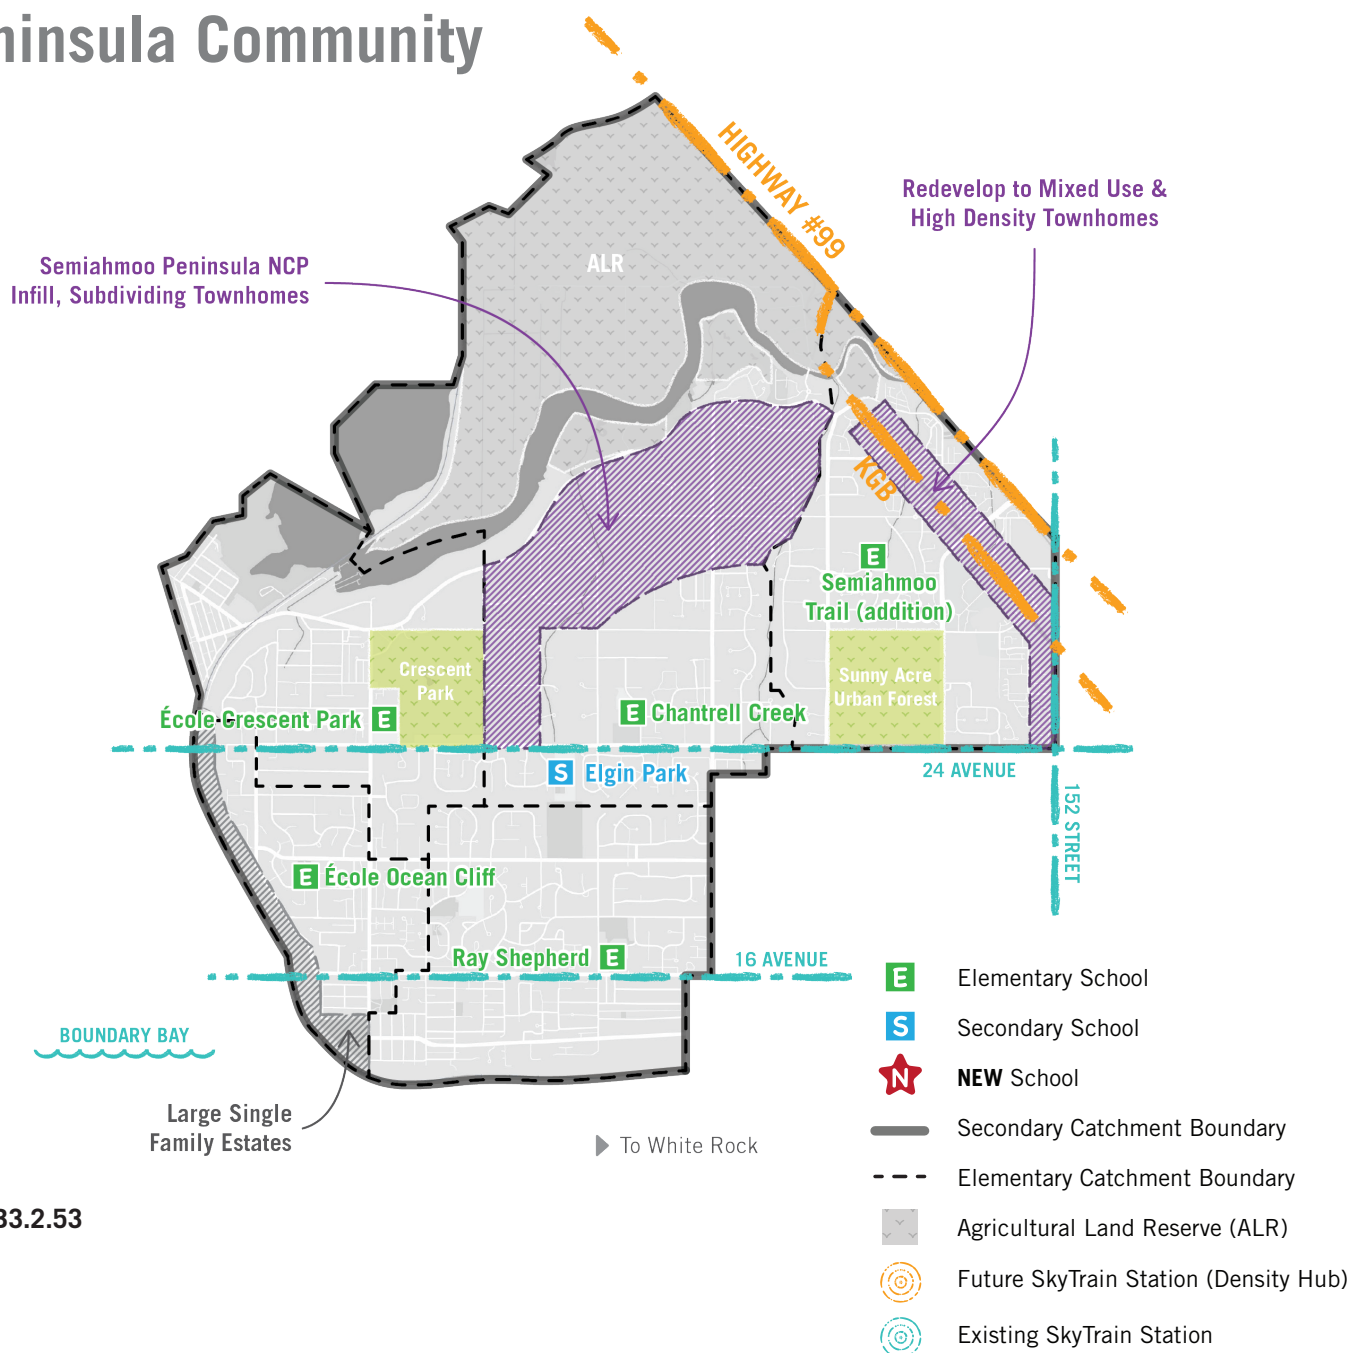 ninsula Community
HIGHWAY #99
Redevelop to Mixed Use &
High Density Townhomes
Semiahmoo Peninsula NCP
Infill, Subdividing Townhomes
ALR
KGB
E
Semiahmoo
Trail (addition)
Crescent
Park
Sunny Acre
Urban Forest
École Crescent Park E
E Chantrell Creek
S Elgin Park
24 AVENUE
152 STREET
E École Ocean Cliff
Ray Shepherd E
16 AVENUE
BOUNDARY BAY
Large Single
Family Estates
To White Rock
33.2.53
E Elementary School
S Secondary School
N NEW School
Secondary Catchment Boundary
Elementary Catchment Boundary
Agricultural Land Reserve (ALR)
Future SkyTrain Station (Density Hub)
Existing SkyTrain Station